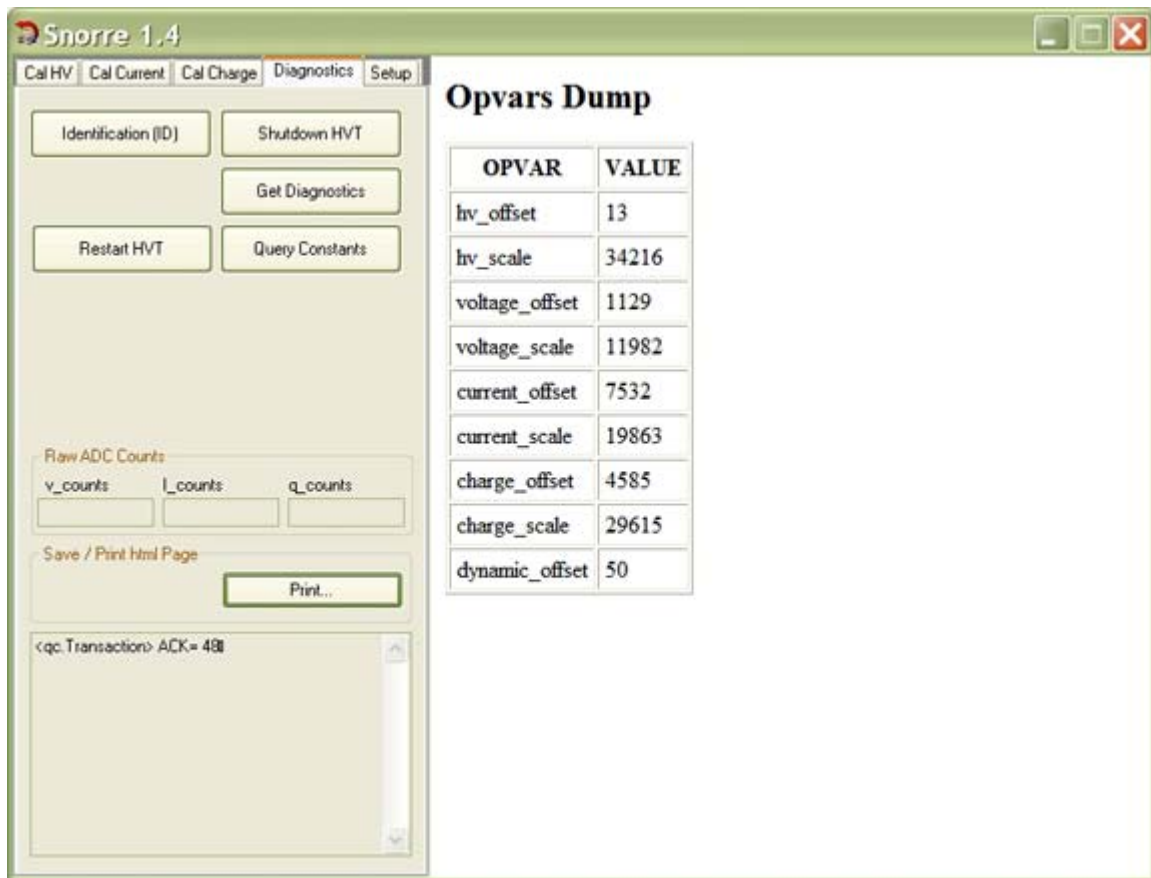 Snorre 1.4
Cal HV Cal Current Cal Charge Diagnostics Setup
Identification (ID) Shutdown HVT
Get Diagnostics
Restart HVT Query Constants
Raw ADC Counts
v_counts I_counts q_counts
Save / Print html Page
Print...
<qc.Transaction> ACK= 48
Opvars Dump
OPVAR VALUE
hv_offset 13
hv_scale 34216
voltage_offset 1129
voltage_scale 11982
current_offset 7532
current_scale 19863
charge_offset 4585
charge_scale 29615
dynamic_offset 50